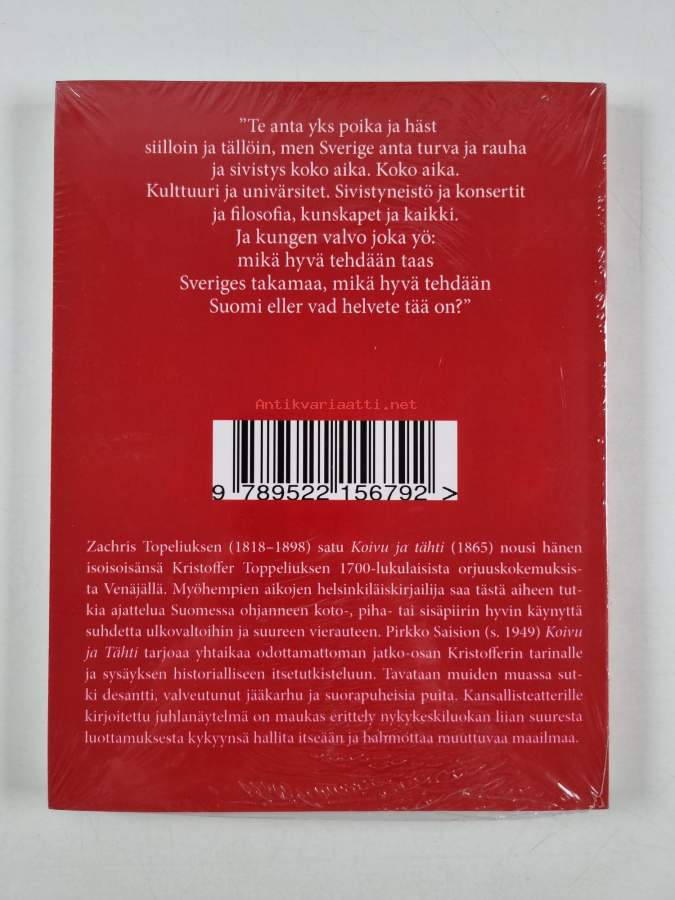 ”Te anta yks poika ja häst
siilloin ja tällöin, men Sverige anta turva ja rauha
ja sivistys koko aika. Koko aika.
Kulttuuri ja univärsitet. Sivistyneistö ja konsertit
ja filosofia, kunskapet ja kaikki.
Ja kungen valvo joka yö:
mikä hyvä tehdään taas
Sveriges takamaa, mikä hyvä tehdään
Suomi eller vad helvete tää on?”
Antikvariaatti.net
9 789522 156792 >
Zachris Topeliuksen (1818–1898) satu Koivu ja tähti (1865) nousi hänen
isoisoisänsä Kristoffer Toppeliuksen 1700-lukulaisista orjuuskokemuksis-
ta Venäjällä. Myöhempien aikojen helsinkiläiskirjailija saa tästä aiheen tut-
kia ajattelua Suomessa ohjanneen koto-, piha- tai sisäpiirin hyvin käynyttä
suhdetta ulkovaltoihin ja suureen vierauteen. Pirkko Saision (s. 1949) Koivu
ja Tähti tarjoaa yhtaikaa odottamattoman jatko-osan Kristofferin tarinalle
ja sysäyksen historialliseen itsetutkisteluun. Tavataan muiden muassa sut-
ki desantti, valveutunut jääkarhu ja suorapuheisia puita. Kansallisteatterille
kirjoitettu juhlanäytelmä on maukas erittely nykykeskiluokan liian suuresta
luottamuksesta kykyynsä hallita itseään ja hahmottaa muuttuvaa maailmaa.